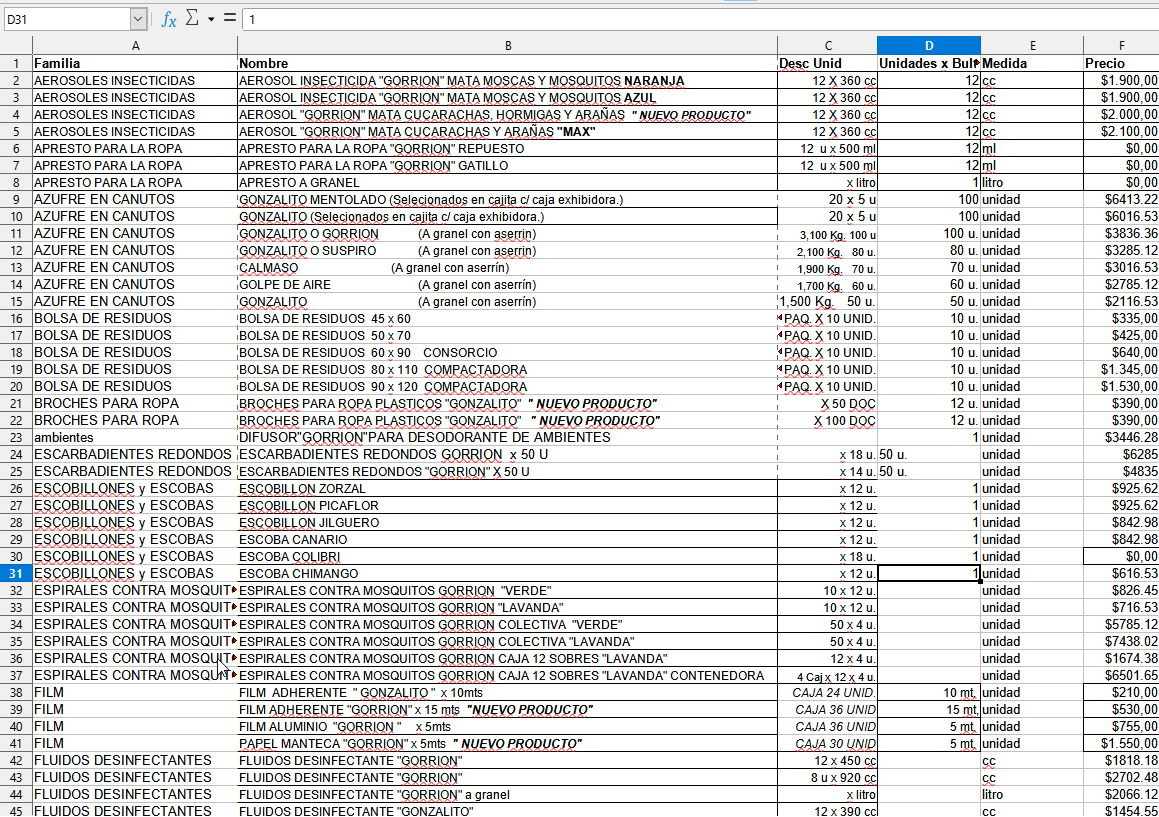 D31 fx Σ = 1
A B C D E F
1 Familia Nombre Desc Unid Unidades x Bul Medida Precio
2 AEROSOLES INSECTICIDAS AEROSOL INSECTICIDA "GORRION" MATA MOSCAS Y MOSQUITOS NARANJA 12 X 360 cc 12 cc $1.900,00
3 AEROSOLES INSECTICIDAS AEROSOL INSECTICIDA "GORRION" MATA MOSCAS Y MOSQUITOS AZUL 12 X 360 cc 12 cc $1.900,00
4 AEROSOLES INSECTICIDAS AEROSOL "GORRION" MATA CUCARACHAS, HORMIGAS Y ARAÑAS " NUEVO PRODUCTO" 12 X 360 cc 12 cc $2.000,00
5 AEROSOLES INSECTICIDAS AEROSOL "GORRION" MATA CUCARACHAS Y ARAÑAS "MAX" 12 X 360 cc 12 cc $2.100,00
6 APRESTO PARA LA ROPA APRESTO PARA LA ROPA "GORRION" REPUESTO 12 u x 500 ml 12 ml $0,00
7 APRESTO PARA LA ROPA APRESTO PARA LA ROPA "GORRION" GATILLO 12 u x 500 ml 12 ml $0,00
8 APRESTO PARA LA ROPA APRESTO A GRANEL x litro 1 litro $0,00
9 AZUFRE EN CANUTOS GONZALITO MENTOLADO (Selecionados en cajita c/ caja exhibidora.) 20 x 5 u 100 unidad $6413.22
10 AZUFRE EN CANUTOS GONZALITO (Selecionados en cajita c/ caja exhibidora.) 20 x 5 u 100 unidad $6016.53
11 AZUFRE EN CANUTOS GONZALITO O GORRION (A granel con aserrin) 3,100 Kg. 100 u 100 u. unidad $3836.36
12 AZUFRE EN CANUTOS GONZALITO O SUSPIRO (A granel con aserrin) 2,100 Kg. 80 u. 80 u. unidad $3285.12
13 AZUFRE EN CANUTOS CALMASO (A granel con aserrín) 1,900 Kg. 70 u. 70 u. unidad $3016.53
14 AZUFRE EN CANUTOS GOLPE DE AIRE (A granel con aserrín) 1,700 Kg. 60 u. 60 u. unidad $2785.12
15 AZUFRE EN CANUTOS GONZALITO (A granel con aserrín) 1,500 Kg. 50 u. 50 u. unidad $2116.53
16 BOLSA DE RESIDUOS BOLSA DE RESIDUOS 45 x 60 PAQ. X 10 UNID. 10 u. unidad $335,00
17 BOLSA DE RESIDUOS BOLSA DE RESIDUOS 50 x 70 PAQ. X 10 UNID. 10 u. unidad $425,00
18 BOLSA DE RESIDUOS BOLSA DE RESIDUOS 60 x 90 CONSORCIO PAQ. X 10 UNID. 10 u. unidad $640,00
19 BOLSA DE RESIDUOS BOLSA DE RESIDUOS 80 x 110 COMPACTADORA PAQ. X 10 UNID. 10 u. unidad $1.345,00
20 BOLSA DE RESIDUOS BOLSA DE RESIDUOS 90 x 120 COMPACTADORA PAQ. X 10 UNID. 10 u. unidad $1.530,00
21 BROCHES PARA ROPA BROCHES PARA ROPA PLASTICOS "GONZALITO" " NUEVO PRODUCTO" X 50 DOC 12 u. unidad $390,00
22 BROCHES PARA ROPA BROCHES PARA ROPA PLASTICOS "GONZALITO" " NUEVO PRODUCTO" X 100 DOC 12 u. unidad $390,00
23 ambientes DIFUSOR"GORRION"PARA DESODORANTE DE AMBIENTES 1 unidad $3446.28
24 ESCARBADIENTES REDONDOS ESCARBADIENTES REDONDOS GORRION x 50 U x 18 u. 50 u. unidad $6285
25 ESCARBADIENTES REDONDOS ESCARBADIENTES REDONDOS "GORRION" X 50 U x 14 u. 50 u. unidad $4835
26 ESCOBILLONES y ESCOBAS ESCOBILLON ZORZAL x 12 u. 1 unidad $925.62
27 ESCOBILLONES y ESCOBAS ESCOBILLON PICAFLOR x 12 u. 1 unidad $925.62
28 ESCOBILLONES y ESCOBAS ESCOBILLON JILGUERO x 12 u. 1 unidad $842.98
29 ESCOBILLONES y ESCOBAS ESCOBA CANARIO x 12 u. 1 unidad $842.98
30 ESCOBILLONES y ESCOBAS ESCOBA COLIBRI x 18 u. 1 unidad $0,00
31 ESCOBILLONES y ESCOBAS ESCOBA CHIMANGO x 12 u. 1 unidad $616.53
32 ESPIRALES CONTRA MOSQUIT ESPIRALES CONTRA MOSQUITOS GORRION "VERDE" 10 x 12 u. unidad $826.45
33 ESPIRALES CONTRA MOSQUIT ESPIRALES CONTRA MOSQUITOS GORRION "LAVANDA" 10 x 12 u. unidad $716.53
34 ESPIRALES CONTRA MOSQUIT ESPIRALES CONTRA MOSQUITOS GORRION COLECTIVA "VERDE" 50 x 4 u. unidad $5785.12
35 ESPIRALES CONTRA MOSQUIT ESPIRALES CONTRA MOSQUITOS GORRION COLECTIVA "LAVANDA" 50 x 4 u. unidad $7438.02
36 ESPIRALES CONTRA MOSQUIT ESPIRALES CONTRA MOSQUITOS GORRION CAJA 12 SOBRES "LAVANDA" 12 x 4 u. unidad $1674.38
37 ESPIRALES CONTRA MOSQUIT ESPIRALES CONTRA MOSQUITOS GORRION CAJA 12 SOBRES "LAVANDA" CONTENEDORA 4 Caj x 12 x 4 u. unidad $6501.65
38 FILM FILM ADHERENTE " GONZALITO " x 10mts CAJA 24 UNID. 10 mt. unidad $210,00
39 FILM FILM ADHERENTE "GORRION" x 15 mts "NUEVO PRODUCTO" CAJA 36 UNID 15 mt. unidad $530,00
40 FILM FILM ALUMINIO "GORRION " x 5mts CAJA 36 UNID 5 mt. unidad $755,00
41 FILM PAPEL MANTECA "GORRION" x 5mts " NUEVO PRODUCTO" CAJA 30 UNID 5 mt. unidad $1.550,00
42 FLUIDOS DESINFECTANTES FLUIDOS DESINFECTANTE "GORRION" 12 x 450 cc cc $1818.18
43 FLUIDOS DESINFECTANTES FLUIDOS DESINFECTANTE "GORRION" 8 u x 920 cc cc $2702.48
44 FLUIDOS DESINFECTANTES FLUIDOS DESINFECTANTE "GORRION" a granel x litro litro $2066.12
45 FLUIDOS DESINFECTANTES FLUIDOS DESINFECTANTE "GONZALITO" 12 x 390 cc cc $1454.55